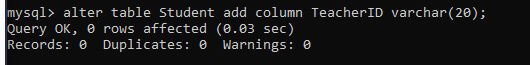 mysql> alter table Student add column TeacherID varchar(20);
Query OK, 0 rows affected (0.03 sec)
Records: 0  Duplicates: 0  Warnings: 0